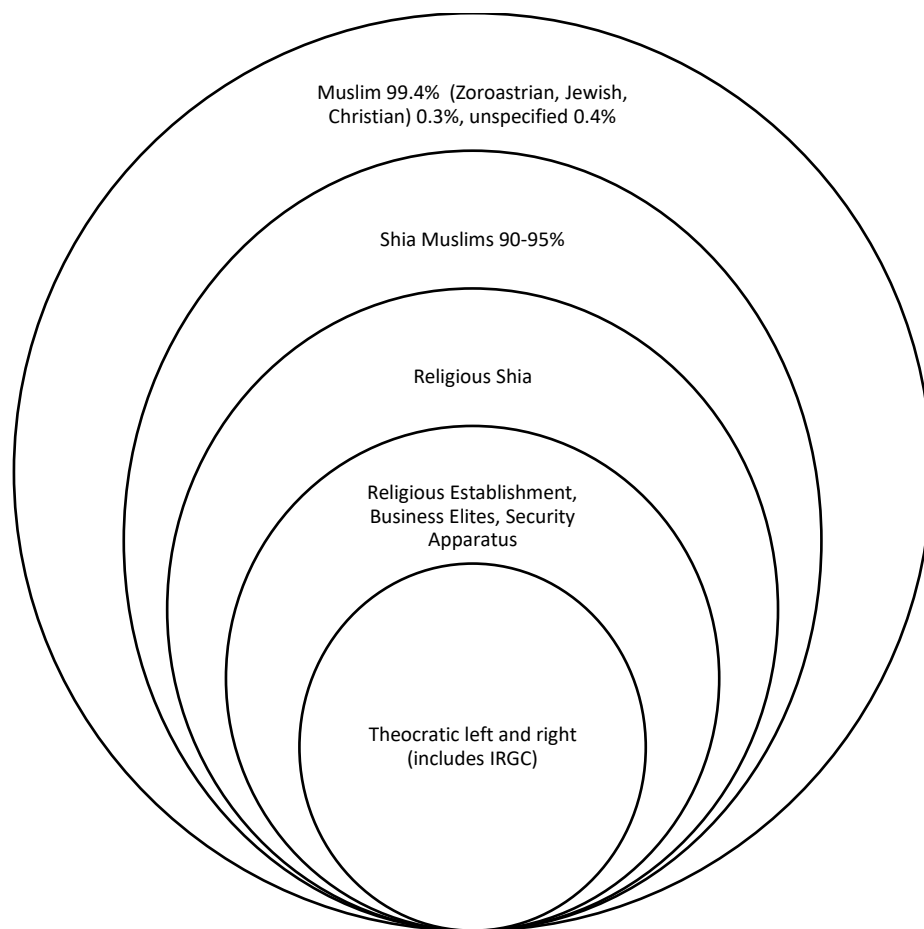 Muslim 99.4% (Zoroastrian, Jewish,
Christian) 0.3%, unspecified 0.4%
Shia Muslims 90-95%
Religious Shia
Religious Establishment,
Business Elites, Security
Apparatus
Theocratic left and right
(includes IRGC)